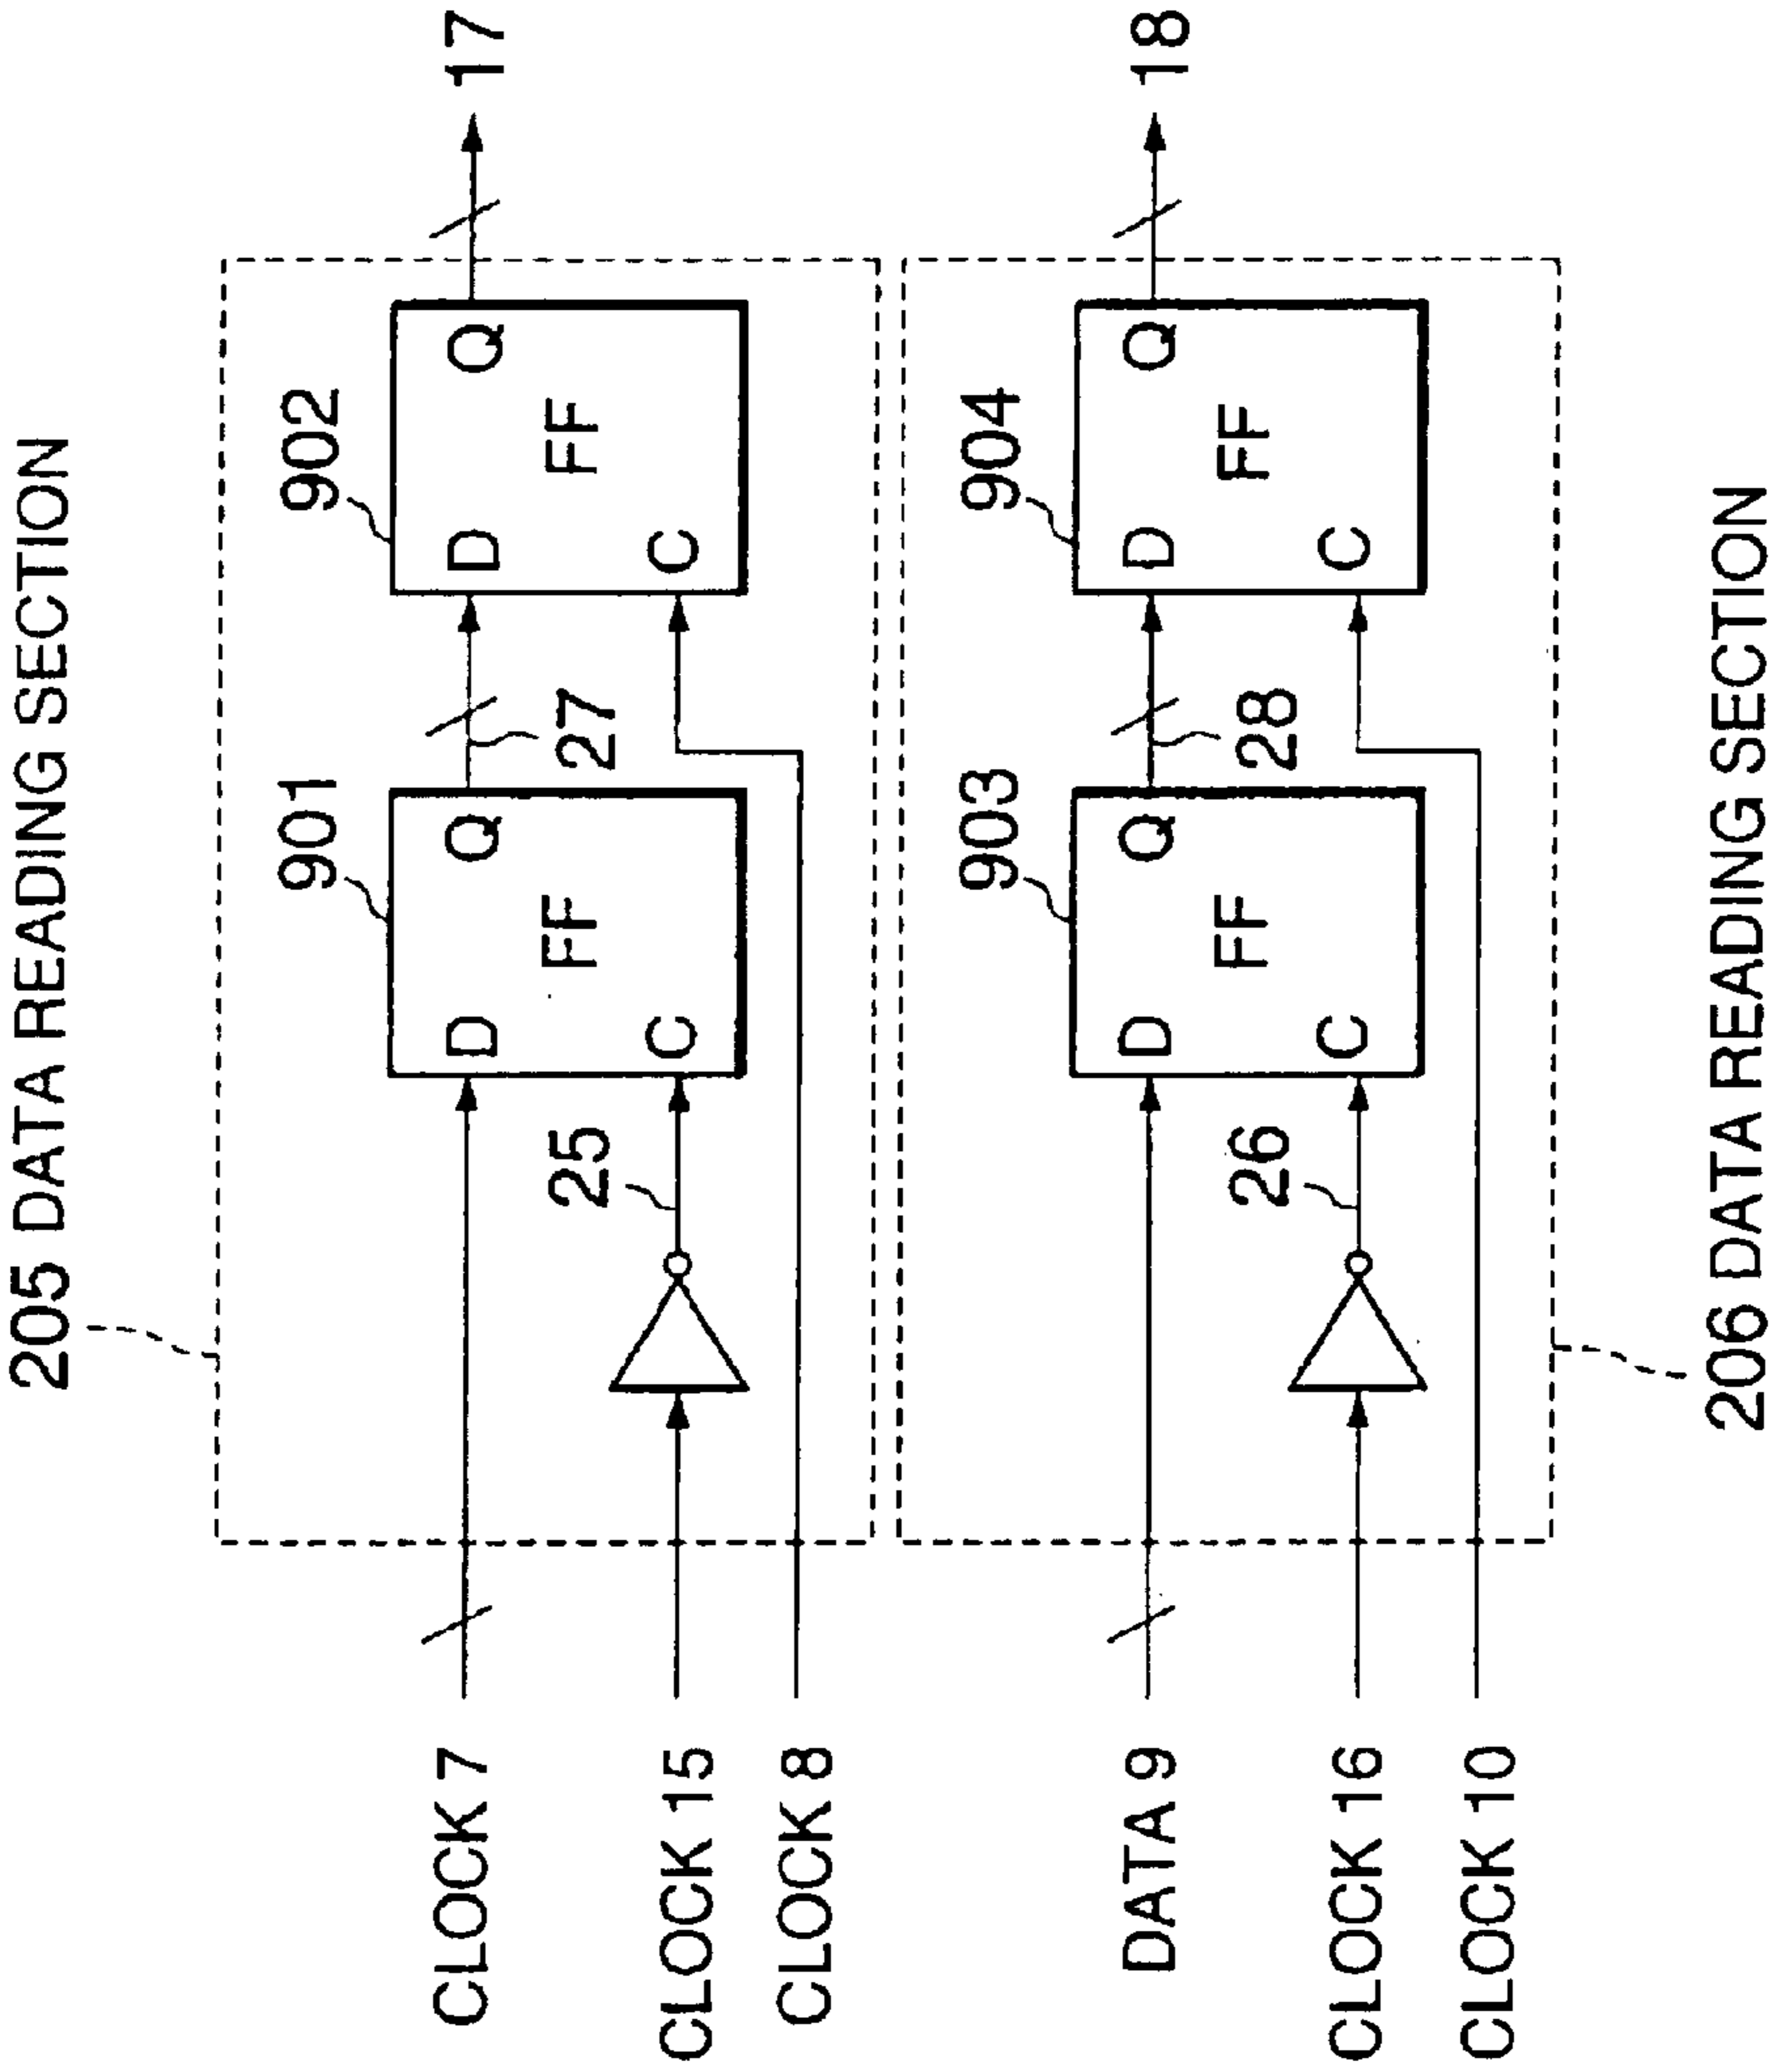 205 DATA READING SECTION
901
902
D
Q
FF
C
D
Q
FF
C
25
27
17
CLOCK 7
CLOCK 15
CLOCK 8
903
904
D
Q
FF
C
D
Q
FF
C
26
28
18
DATA 9
CLOCK 16
CLOCK 10
206 DATA READING SECTION